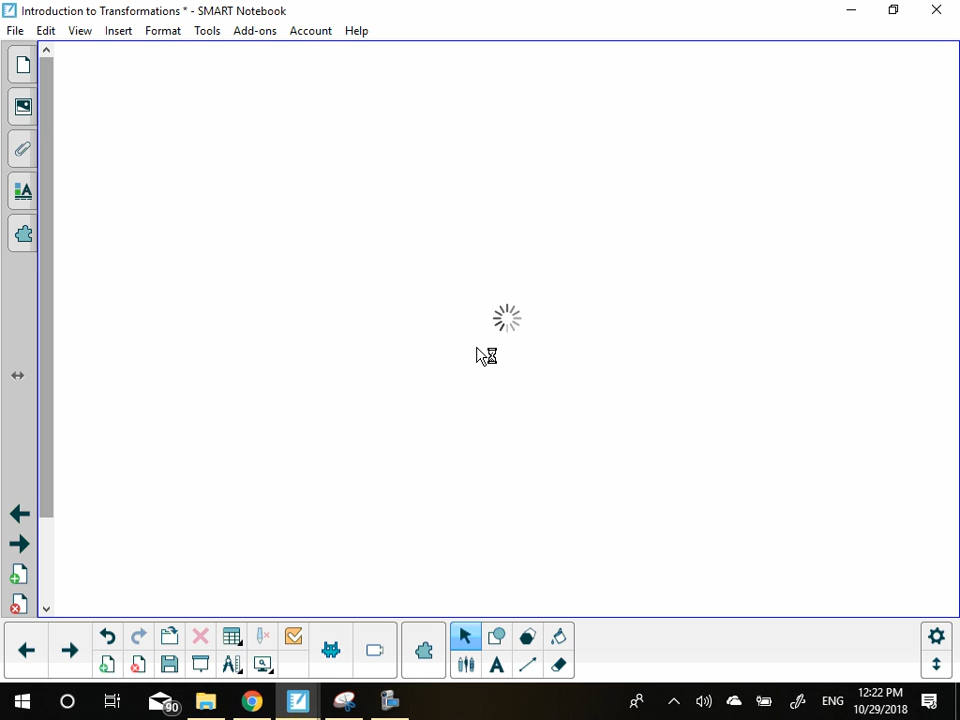 Introduction to Transformations * - SMART Notebook
File Edit View Insert Format Tools Add-ons Account Help
A
A
90
ENG
12:22 PM
10/29/2018